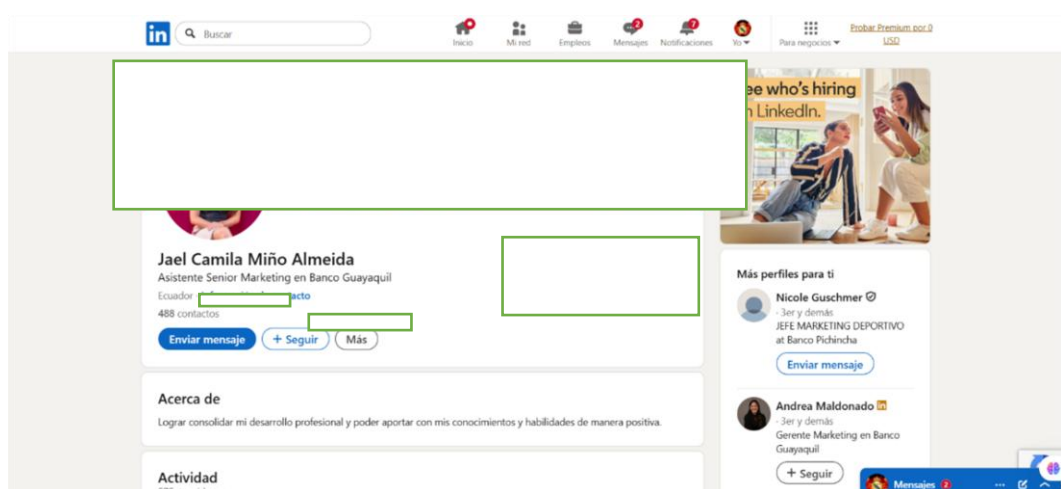 in
Buscar
Inicio
Mi red
Empleos
2
Mensajes
7
Notificaciones
Yo
Para negocios
Probar Premium por 0
USD
ee who's hiring
n LinkedIn.
Jael Camila Miño Almeida
Asistente Senior Marketing en Banco Guayaquil
Ecuador acto
488 contactos
Enviar mensaje
+ Seguir
Más
Acerca de
Lograr consolidar mi desarrollo profesional y poder aportar con mis conocimientos y habilidades de manera positiva.
Actividad
Más perfiles para ti
Nicole Guschmer
· 3er y demás
JEFE MARKETING DEPORTIVO
at Banco Pichincha
Enviar mensaje
Andrea Maldonado in
· 3er y demás
Gerente Marketing en Banco
Guayaquil
+ Seguir
Mensajes 2